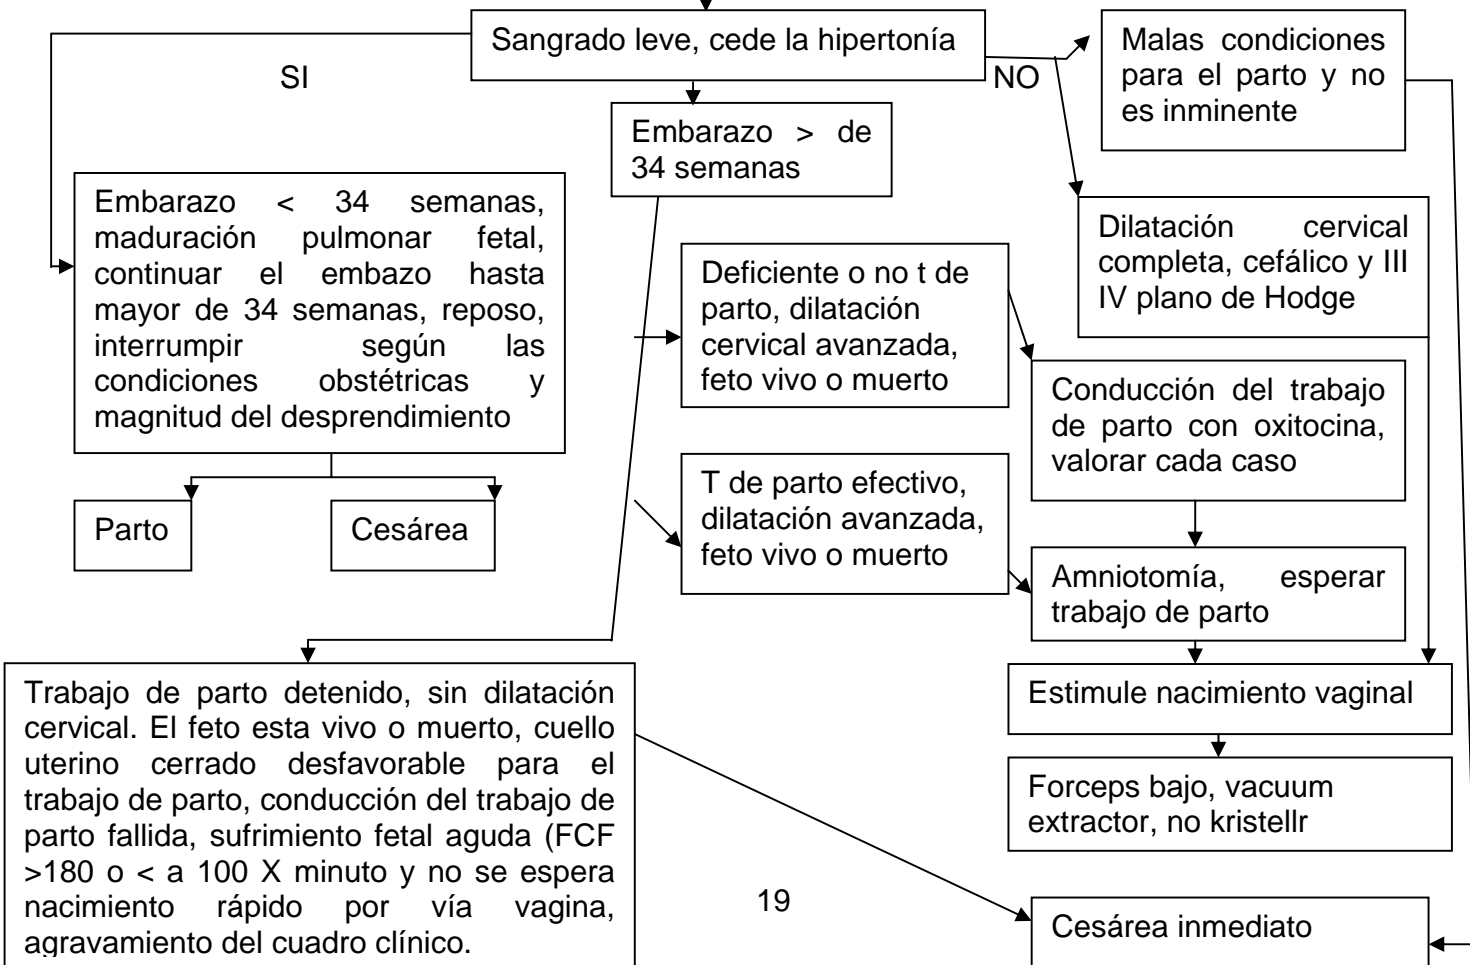 Sangrado leve, cede la hipertonía
SI
NO
Malas condiciones
para el parto y no
es inminente
Embarazo > de
34 semanas
Embarazo < 34 semanas,
maduración pulmonar fetal,
continuar el embazo hasta
mayor de 34 semanas, reposo,
interrumpir según las
condiciones obstétricas y
magnitud del desprendimiento
Dilatación cervical
completa, cefálico y III
IV plano de Hodge
Deficiente o no t de
parto, dilatación
cervical avanzada,
feto vivo o muerto
Conducción del trabajo
de parto con oxitocina,
valorar cada caso
T de parto efectivo,
dilatación avanzada,
feto vivo o muerto
Parto
Cesárea
Amniotomía, esperar
trabajo de parto
Trabajo de parto detenido, sin dilatación
cervical. El feto esta vivo o muerto, cuello
uterino cerrado desfavorable para el
trabajo de parto, conducción del trabajo de
parto fallida, sufrimiento fetal aguda (FCF
>180 o < a 100 X minuto y no se espera
nacimiento rápido por vía vagina,
agravamiento del cuadro clínico.
Estimule nacimiento vaginal
Forceps bajo, vacuum
extractor, no kristellr
19
Cesárea inmediato